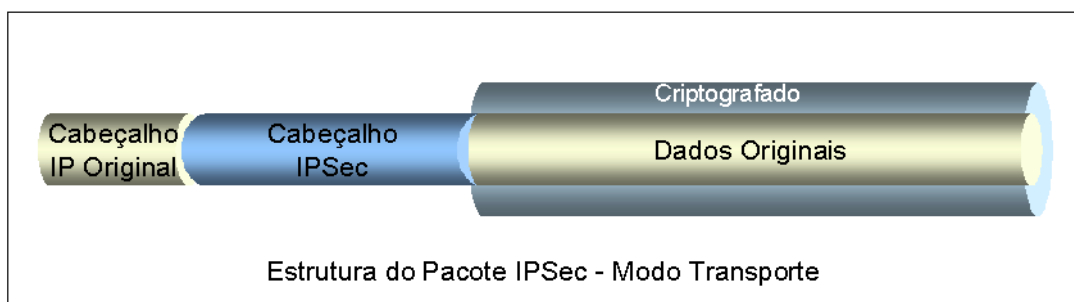 Criptografado
Cabeçalho
IP Original
Cabeçalho
IPSec
Dados Originais
Estrutura do Pacote IPSec - Modo Transporte